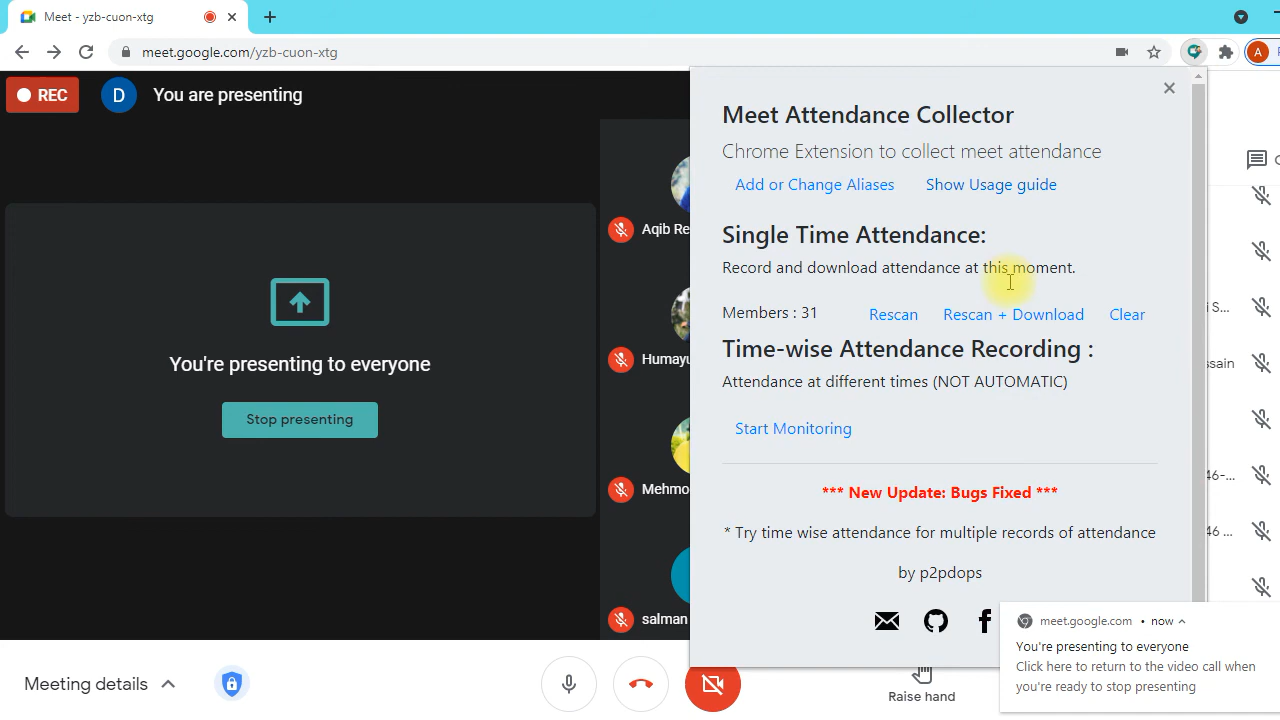 Meet - yzb-cuon-xtg
meet.google.com/yzb-cuon-xtg
A
REC
D
You are presenting
You're presenting to everyone
Stop presenting
Aqib Re
Humayu
Mehmo
salman
Meet Attendance Collector
Chrome Extension to collect meet attendance
Add or Change Aliases Show Usage guide
Single Time Attendance:
Record and download attendance at this moment.
Members : 31 Rescan Rescan + Download Clear
Time-wise Attendance Recording :
Attendance at different times (NOT AUTOMATIC)
Start Monitoring
*** New Update: Bugs Fixed ***
* Try time wise attendance for multiple records of attendance
by p2pdops
i S...
ssain
46-
46 ...
meet.google.com • now
You're presenting to everyone
Click here to return to the video call when
you're ready to stop presenting
Meeting details
Raise hand